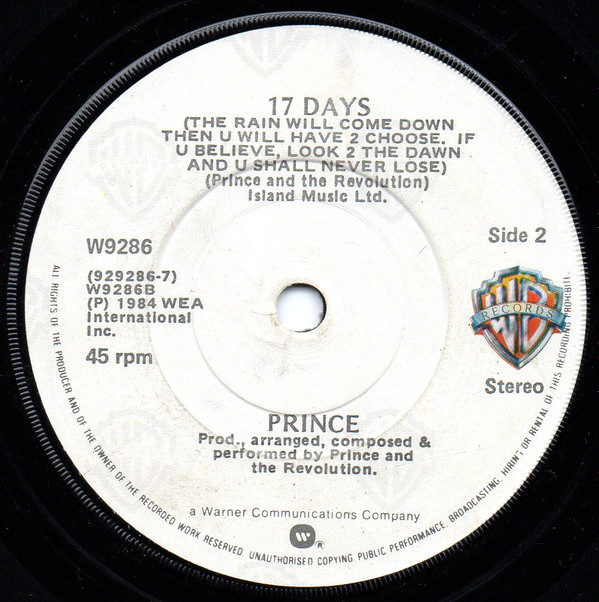 17 DAYS
(THE RAIN WILL COME DOWN
THEN U WILL HAVE 2 CHOOSE. IF
U BELIEVE, LOOK 2 THE DAWN
AND U SHALL NEVER LOSE)
(Prince and the Revolution)
Island Music Ltd.
W9286
Side 2
(929286-7)
W9286B
(P) 1984 WEA
International
Inc.
45 rpm
WB
RECORDS
Stereo
PRINCE
Prod., arranged, composed &
performed by Prince and
the Revolution.
a Warner Communications Company
W ®
ALL RIGHTS OF THE PRODUCER AND OF THE OWNER OF THE RECORDED WORK RESERVED. UNAUTHORISED COPYING PUBLIC PERFORMANCE, BROADCASTING, HIRIN', OR RENTAL OF THIS RECORDING PROHIBITE.